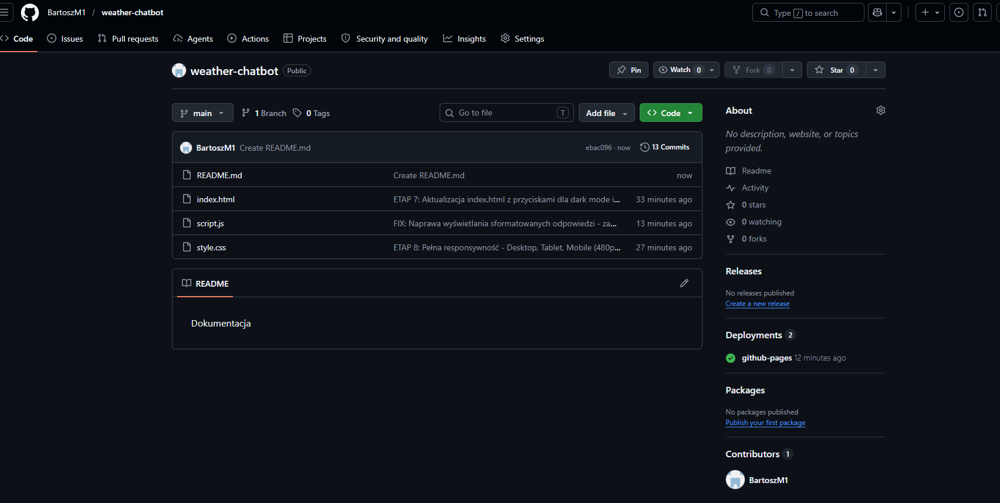 BartoszM1 / weather-chatbot
Type / to search
Code Issues Pull requests Agents Actions Projects Security and quality Insights Settings
weather-chatbot Public
Pin Watch 0 Fork 0 Star 0
main 1 Branch 0 Tags Go to file T Add file Code
BartoszM1 Create README.md ebac096 · now 13 Commits
README.md Create README.md now
index.html ETAP 7: Aktualizacja index.html z przyciskami dla dark mode i... 33 minutes ago
script.js FIX: Naprawa wyświetlania sformatowanych odpowiedzi - za... 13 minutes ago
style.css ETAP 8: Pełna responsywność - Desktop, Tablet, Mobile (480p... 27 minutes ago
README
Dokumentacja
About
No description, website, or topics
provided.
Readme
Activity
0 stars
0 watching
0 forks
Releases
No releases published
Create a new release
Deployments 2
github-pages 12 minutes ago
Packages
No packages published
Publish your first package
Contributors 1
BartoszM1